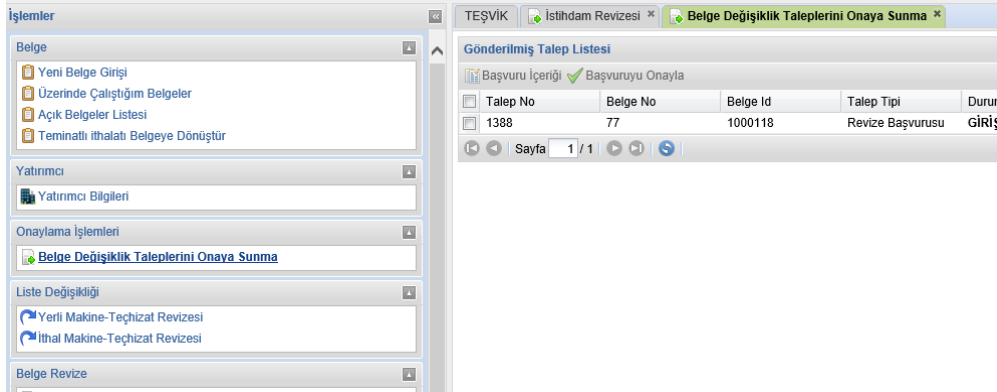 İşlemler
Belge
Yeni Belge Girişi
Üzerinde Çalıştığım Belgeler
Açık Belgeler Listesi
Teminatlı ithalatı Belgeye Dönüştür
Yatırımcı
Yatırımcı Bilgileri
Onaylama İşlemleri
Belge Değişiklik Taleplerini Onaya Sunma
Liste Değişikliği
Yerli Makine-Teçhizat Revizesi
İthal Makine-Teçhizat Revizesi
Belge Revize
TEŞVİK İstihdam Revizesi Belge Değişiklik Taleplerini Onaya Sunma
Gönderilmiş Talep Listesi
Başvuru İçeriği Başvuruyu Onayla
Talep No Belge No Belge Id Talep Tipi
1388 77 1000118 Revize Başvurusu
Sayfa 1 / 1